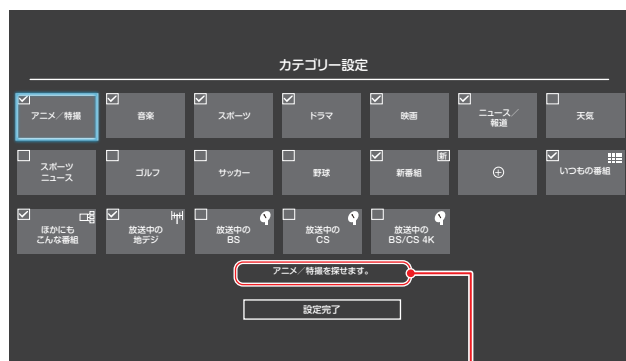 カテゴリー設定
アニメ／特撮
音楽
スポーツ
ドラマ
映画
ニュース／
報道
天気
スポーツ
ニュース
ゴルフ
サッカー
野球
新
新番組
いつもの番組
ほかにも
こんな番組
放送中の
地デジ
放送中の
BS
放送中の
CS
放送中の
BS/CS 4K
アニメ／特撮を探せます。
設定完了